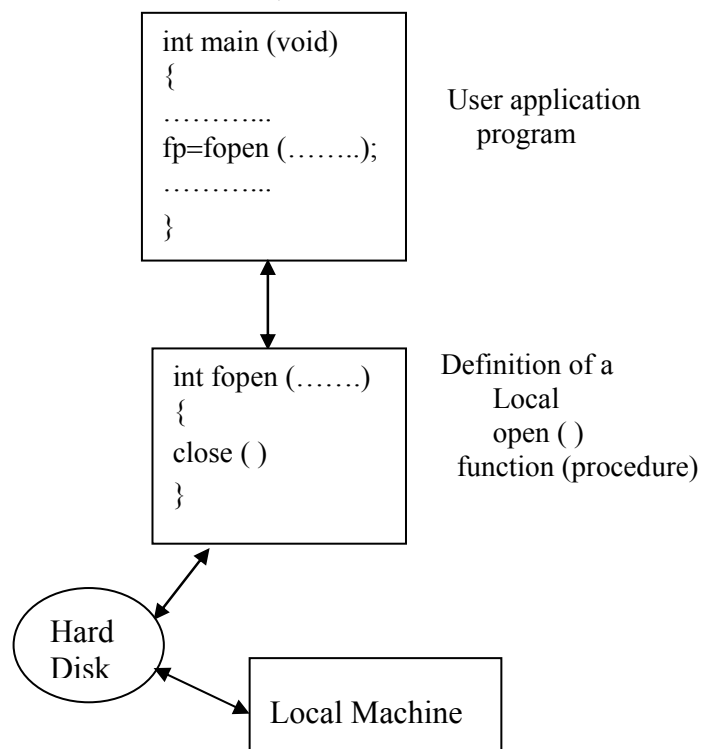 int main (void)
{
………...
fp=fopen (……..);
………...
}
User application
program
int fopen (…….)
{
close ( )
}
Definition of a
Local
open ( )
function (procedure)
Hard
Disk
Local Machine